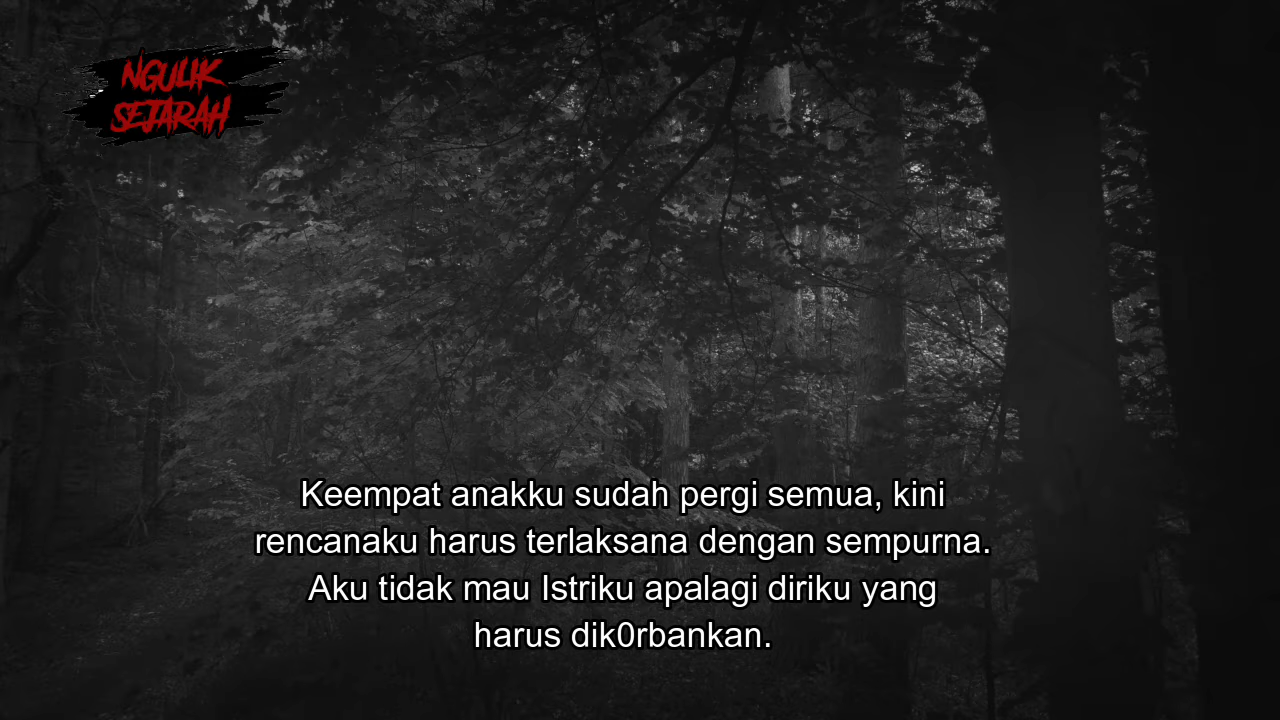 NGULIK
SEJARAH
Keempat anakku sudah pergi semua, kini
rencanaku harus terlaksana dengan sempurna.
Aku tidak mau Istriku apalagi diriku yang
harus dik0rbankan.